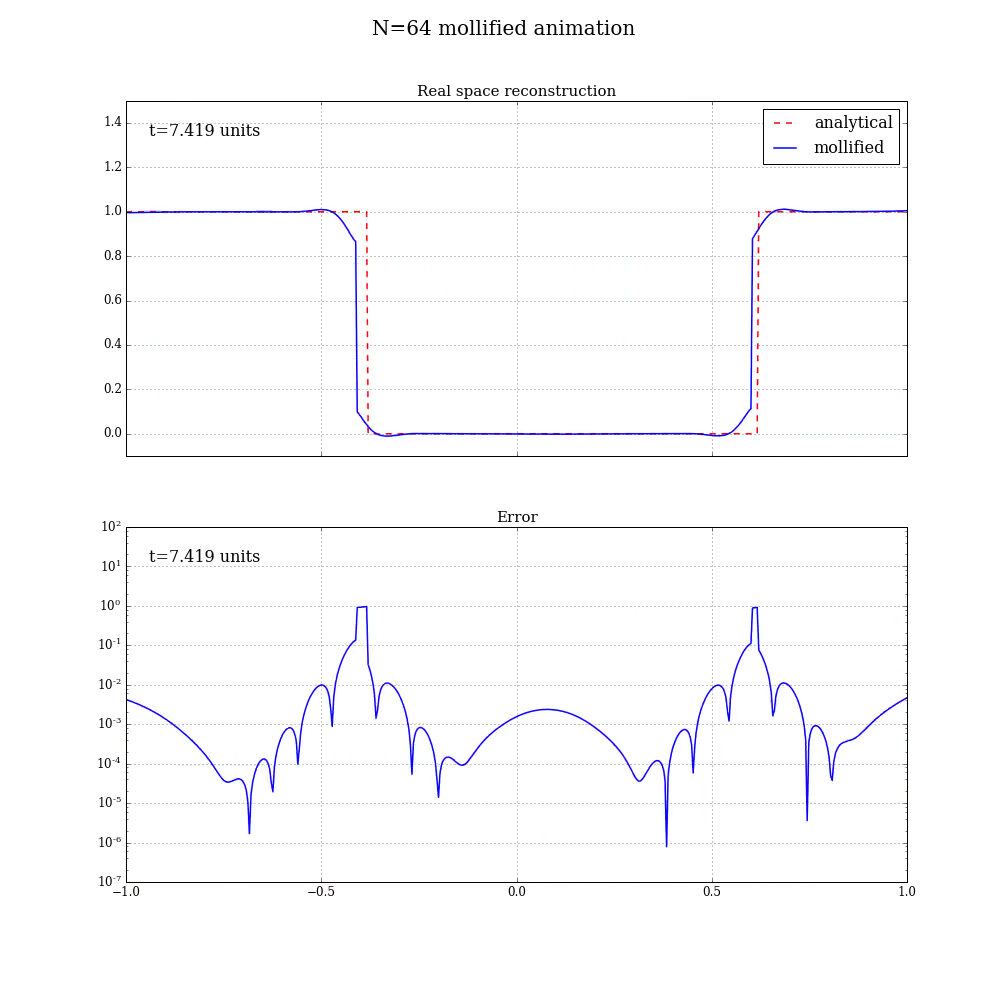 N=64 mollified animation
Real space reconstruction
t=7.419 units
analytical
mollified
1.4
1.2
1.0
0.8
0.6
0.4
0.2
0.0
Error
t=7.419 units
10²
10¹
10⁰
10⁻¹
10⁻²
10⁻³
10⁻⁴
10⁻⁵
10⁻⁶
10⁻⁷
−1.0 −0.5 0.0 0.5 1.0